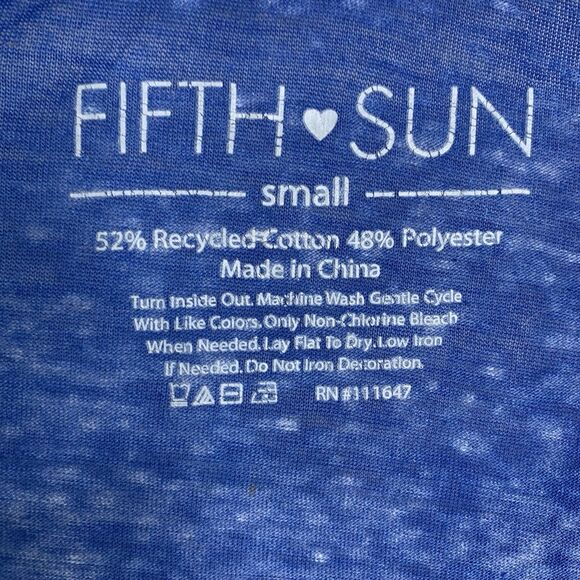 FIFTH ♥ SUN
small
52% Recycled Cotton 48% Polyester
Made in China
Turn Inside Out. Machine Wash Gentle Cycle
With Like Colors. Only Non-Chlorine Bleach
When Needed. Lay Flat To Dry. Low Iron
If Needed. Do Not Iron Decoration.
RN #111647